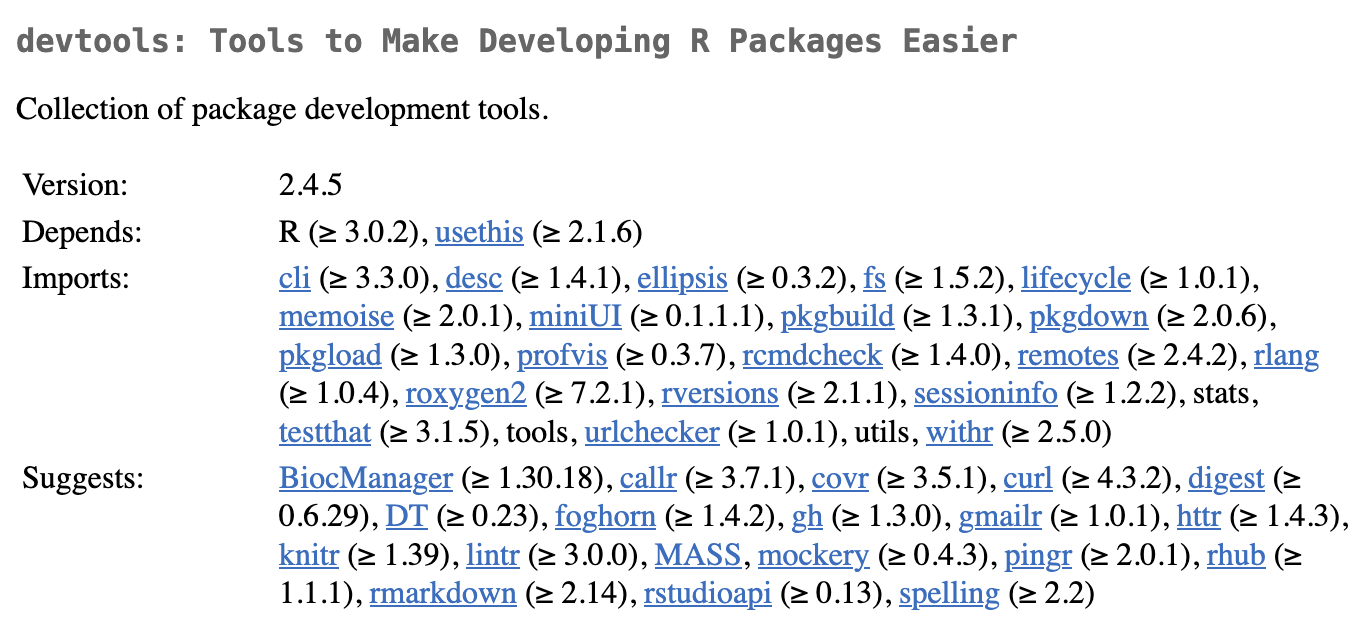 devtools: Tools to Make Developing R Packages Easier
Collection of package development tools.
Version: 2.4.5
Depends: R (≥ 3.0.2), usethis (≥ 2.1.6)
Imports: cli (≥ 3.3.0), desc (≥ 1.4.1), ellipsis (≥ 0.3.2), fs (≥ 1.5.2), lifecycle (≥ 1.0.1),
memoise (≥ 2.0.1), miniUI (≥ 0.1.1.1), pkgbuild (≥ 1.3.1), pkgdown (≥ 2.0.6),
pkgload (≥ 1.3.0), profvis (≥ 0.3.7), rcmdcheck (≥ 1.4.0), remotes (≥ 2.4.2), rlang
(≥ 1.0.4), roxygen2 (≥ 7.2.1), rversions (≥ 2.1.1), sessioninfo (≥ 1.2.2), stats,
testthat (≥ 3.1.5), tools, urlchecker (≥ 1.0.1), utils, withr (≥ 2.5.0)
Suggests: BiocManager (≥ 1.30.18), callr (≥ 3.7.1), covr (≥ 3.5.1), curl (≥ 4.3.2), digest (≥
0.6.29), DT (≥ 0.23), foghorn (≥ 1.4.2), gh (≥ 1.3.0), gmailr (≥ 1.0.1), httr (≥ 1.4.3),
knitr (≥ 1.39), lintr (≥ 3.0.0), MASS, mockery (≥ 0.4.3), pingr (≥ 2.0.1), rhub (≥
1.1.1), rmarkdown (≥ 2.14), rstudioapi (≥ 0.13), spelling (≥ 2.2)